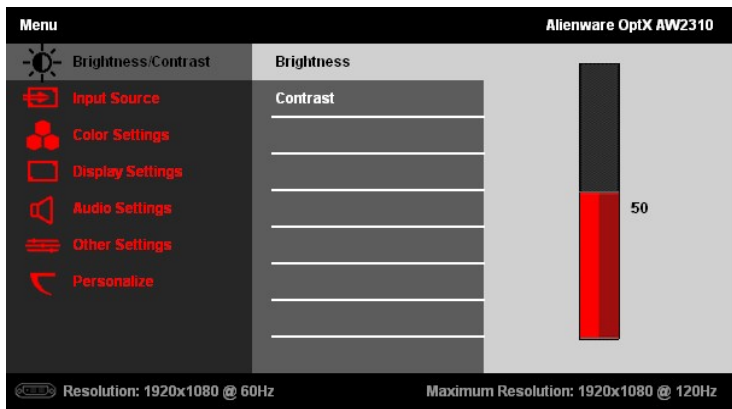 Menu
Alienware OptX AW2310
Brightness/Contrast
Input Source
Color Settings
Display Settings
Audio Settings
Other Settings
Personalize
Brightness
Contrast
50
Resolution: 1920x1080 @ 60Hz
Maximum Resolution: 1920x1080 @ 120Hz